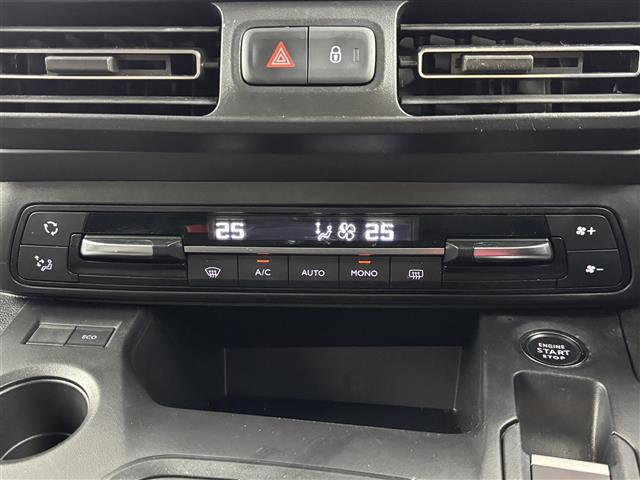 25 25
A/C AUTO MONO
ECO
ENGINE
START
STOP